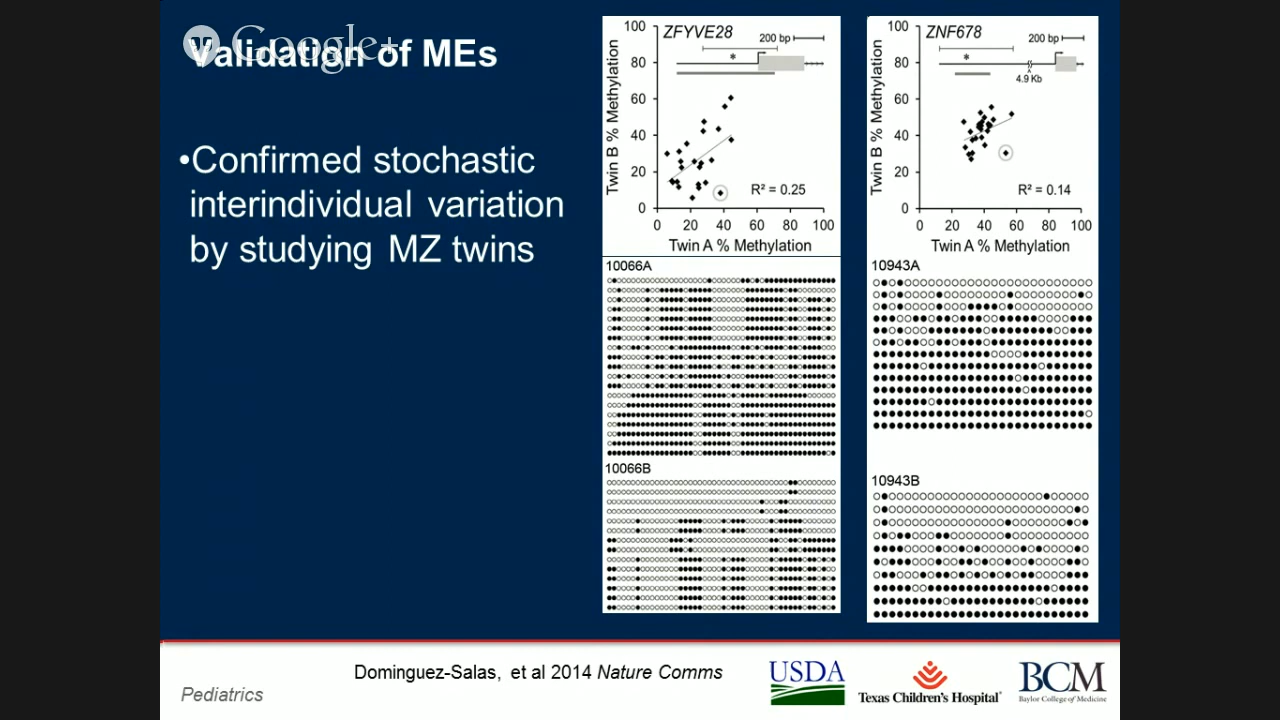 Google+
Validation of MEs
•Confirmed stochastic
interindividual variation
by studying MZ twins
ZFYVE28
200 bp
*
Twin B % Methylation
100
80
60
40
20
0
R² = 0.25
0 20 40 60 80 100
Twin A % Methylation
10066A
10066B
ZNF678
200 bp
*
4.9 Kb
Twin B % Methylation
100
80
60
40
20
0
R² = 0.14
0 20 40 60 80 100
Twin A % Methylation
10943A
10943B
Dominguez-Salas, et al 2014 Nature Comms
Pediatrics
USDA
Texas Children's Hospital
BCM
Baylor College of Medicine